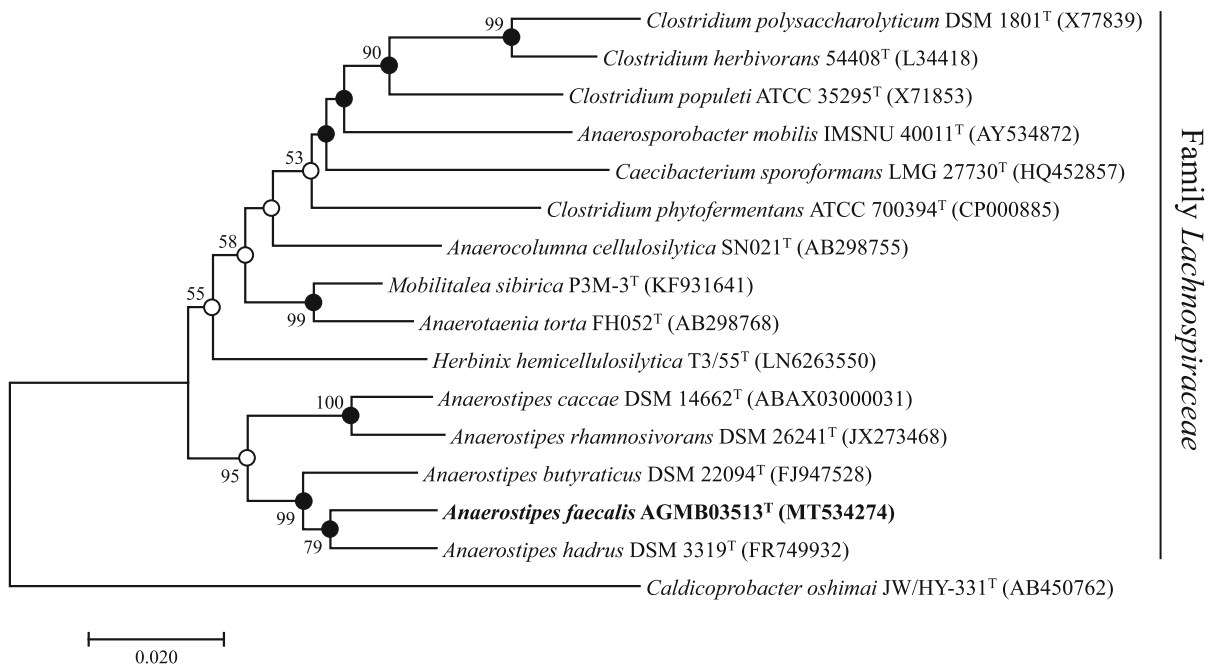 99
Clostridium polysaccharolyticum DSM 1801ᵀ (X77839)
90
Clostridium herbivorans 54408ᵀ (L34418)
Clostridium populeti ATCC 35295ᵀ (X71853)
Anaerosporobacter mobilis IMSNU 40011ᵀ (AY534872)
53
Caecibacterium sporoformans LMG 27730ᵀ (HQ452857)
Clostridium phytofermentans ATCC 700394ᵀ (CP000885)
58
Anaerocolumna cellulosilytica SN021ᵀ (AB298755)
Mobilitalea sibirica P3M-3ᵀ (KF931641)
55
99
Anaerotaenia torta FH052ᵀ (AB298768)
Herbinix hemicellulosilytica T3/55ᵀ (LN6263550)
100
Anaerostipes caccae DSM 14662ᵀ (ABAX03000031)
Anaerostipes rhamnosivorans DSM 26241ᵀ (JX273468)
95
Anaerostipes butyraticus DSM 22094ᵀ (FJ947528)
99
Anaerostipes faecalis AGMB03513ᵀ (MT534274)
79
Anaerostipes hadrus DSM 3319ᵀ (FR749932)
Caldicoprobacter oshimai JW/HY-331ᵀ (AB450762)
Family Lachnospiraceae
0.020